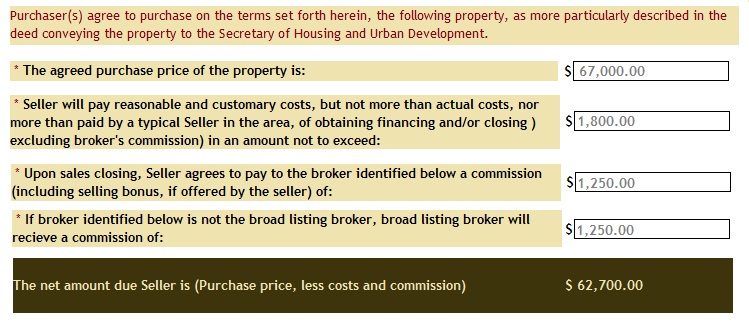 Purchaser(s) agree to purchase on the terms set forth herein, the following property, as more particularly described in the
deed conveying the property to the Secretary of Housing and Urban Development.
* The agreed purchase price of the property is: $ 67,000.00
* Seller will pay reasonable and customary costs, but not more than actual costs, nor
more than paid by a typical Seller in the area, of obtaining financing and/or closing ) $ 1,800.00
excluding broker's commission) in an amount not to exceed:
* Upon sales closing, Seller agrees to pay to the broker identified below a commission
(including selling bonus, if offered by the seller) of: $ 1,250.00
* If broker identified below is not the broad listing broker, broad listing broker will
recieve a commission of: $ 1,250.00
The net amount due Seller is (Purchase price, less costs and commission) $ 62,700.00